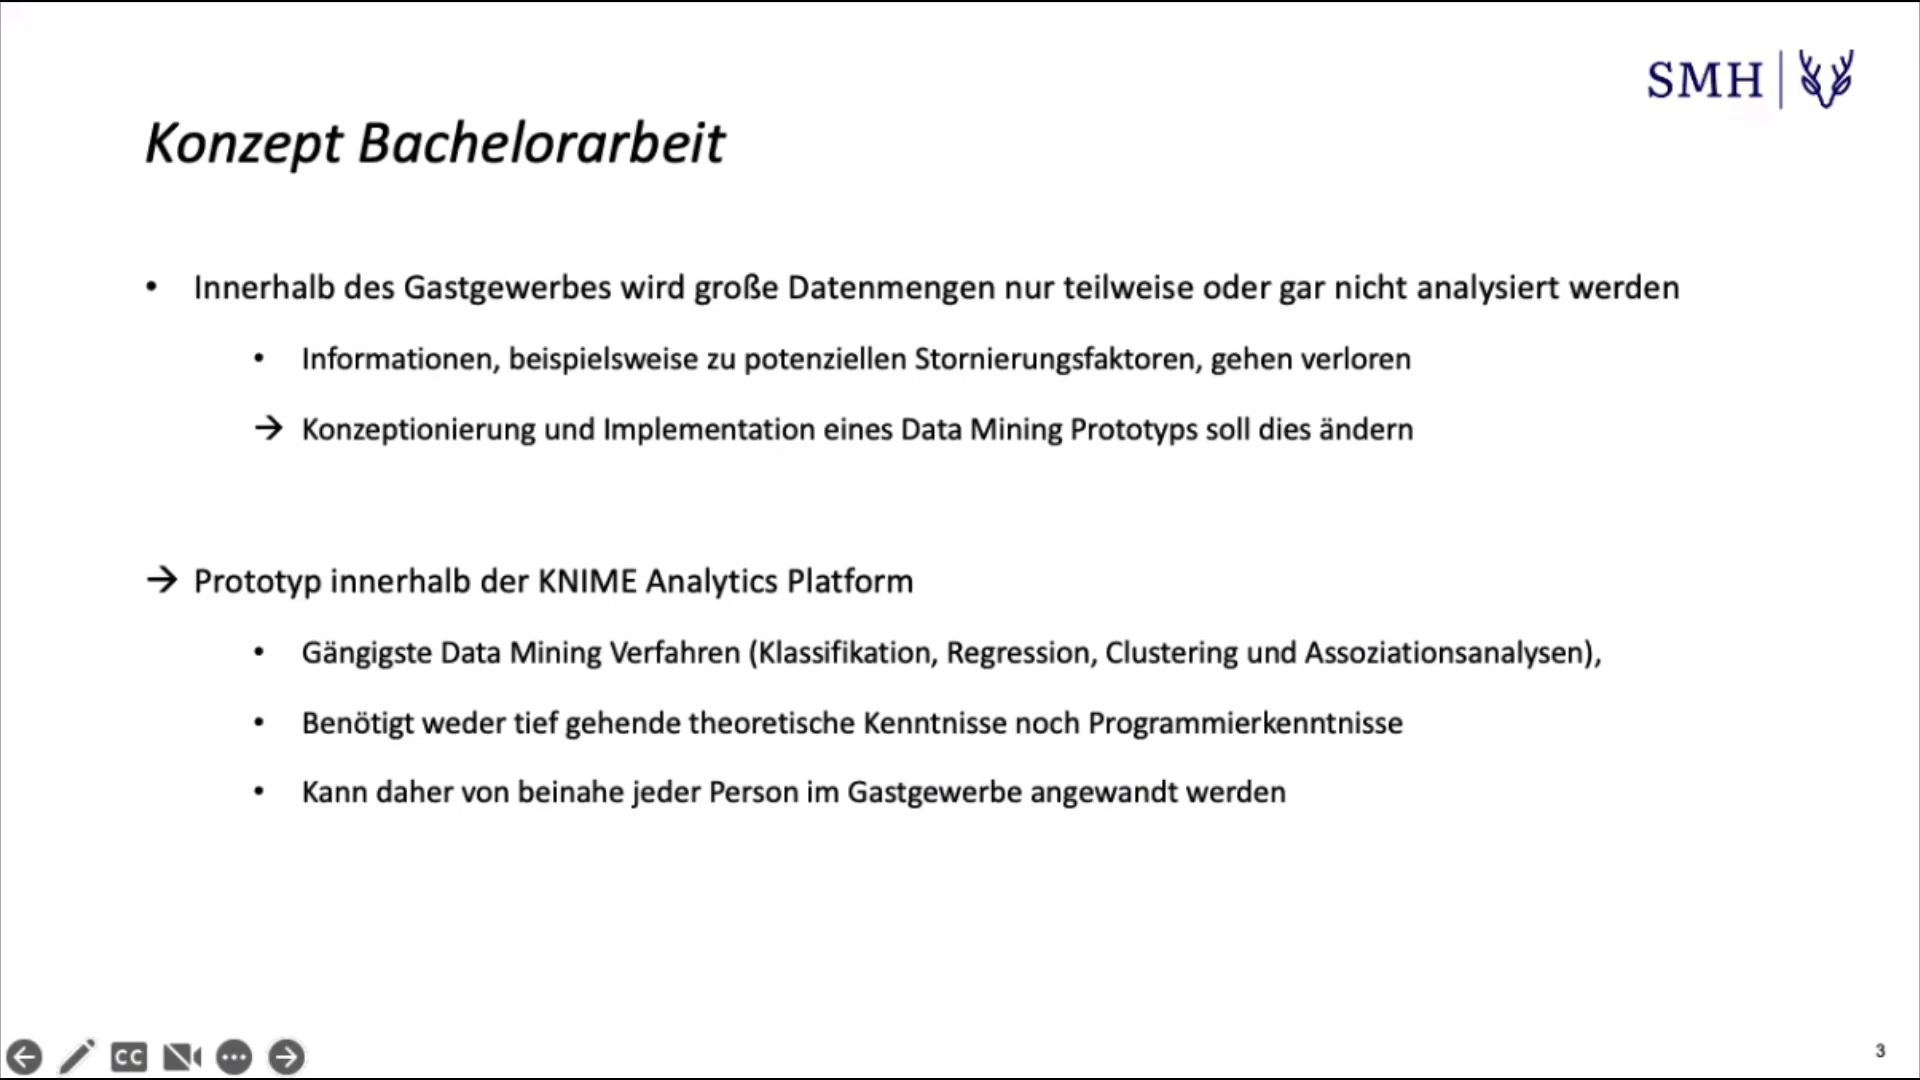 SMH
Konzept Bachelorarbeit
• Innerhalb des Gastgewerbes wird große Datenmengen nur teilweise oder gar nicht analysiert werden
• Informationen, beispielsweise zu potenziellen Stornierungsfaktoren, gehen verloren
→ Konzeptionierung und Implementation eines Data Mining Prototyps soll dies ändern
→ Prototyp innerhalb der KNIME Analytics Platform
• Gängigste Data Mining Verfahren (Klassifikation, Regression, Clustering und Assoziationsanalysen),
• Benötigt weder tief gehende theoretische Kenntnisse noch Programmierkenntnisse
• Kann daher von beinahe jeder Person im Gastgewerbe angewandt werden
CC
3